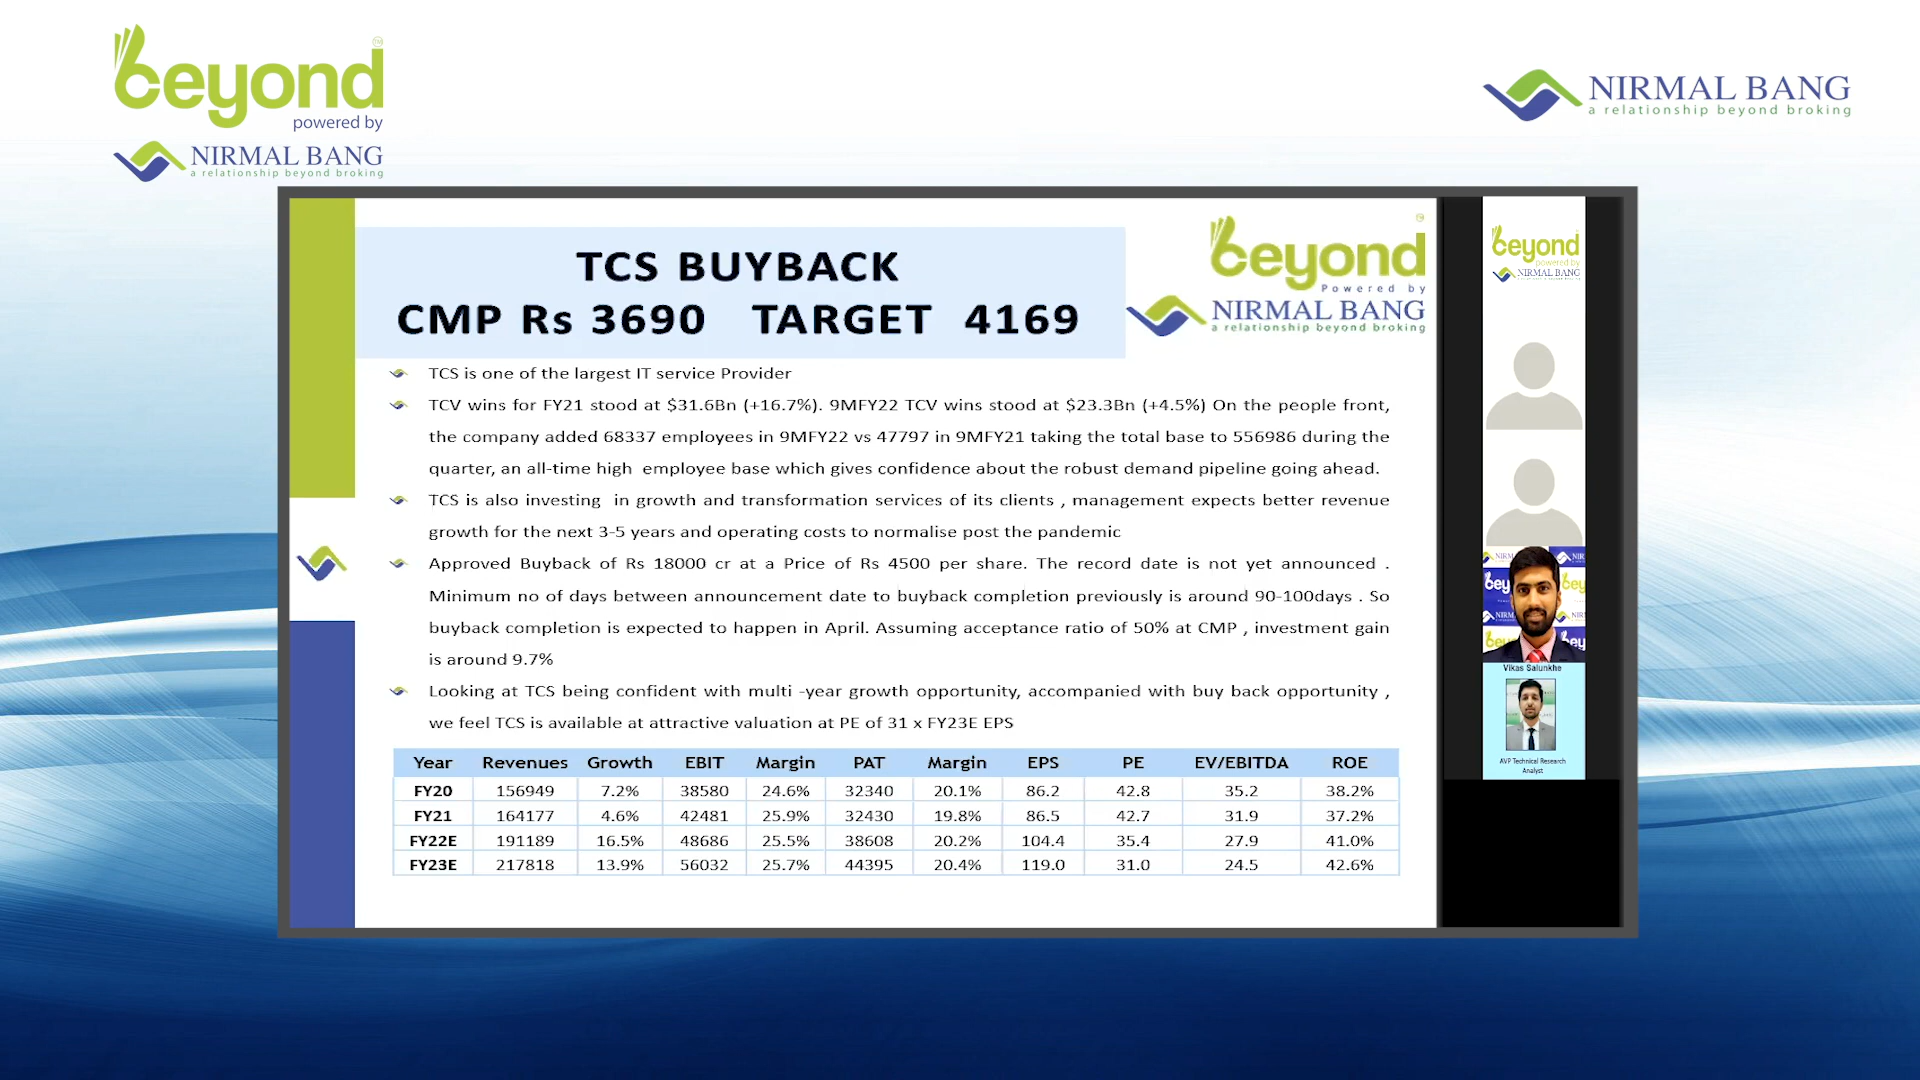 beyond
powered by
NIRMAL BANG
a relationship beyond broking
NIRMAL BANG
a relationship beyond broking
TCS BUYBACK
CMP Rs 3690 TARGET 4169
beyond
Powered by
NIRMAL BANG
a relationship beyond broking
TCS is one of the largest IT service Provider
TCV wins for FY21 stood at $31.6Bn (+16.7%). 9MFY22 TCV wins stood at $23.3Bn (+4.5%) On the people front,
the company added 68337 employees in 9MFY22 vs 47797 in 9MFY21 taking the total base to 556986 during the
quarter, an all-time high employee base which gives confidence about the robust demand pipeline going ahead.
TCS is also investing in growth and transformation services of its clients , management expects better revenue
growth for the next 3-5 years and operating costs to normalise post the pandemic
Approved Buyback of Rs 18000 cr at a Price of Rs 4500 per share. The record date is not yet announced .
Minimum no of days between announcement date to buyback completion previously is around 90-100days . So
buyback completion is expected to happen in April. Assuming acceptance ratio of 50% at CMP , investment gain
is around 9.7%
Looking at TCS being confident with multi -year growth opportunity, accompanied with buy back opportunity ,
we feel TCS is available at attractive valuation at PE of 31 x FY23E EPS
Year Revenues Growth EBIT Margin PAT Margin EPS PE EV/EBITDA ROE
FY20 156949 7.2% 38580 24.6% 32340 20.1% 86.2 42.8 35.2 38.2%
FY21 164177 4.6% 42481 25.9% 32430 19.8% 86.5 42.7 31.9 37.2%
FY22E 191189 16.5% 48686 25.5% 38608 20.2% 104.4 35.4 27.9 41.0%
FY23E 217818 13.9% 56032 25.7% 44395 20.4% 119.0 31.0 24.5 42.6%
beyond
powered by
NIRMAL BANG
Vikas Salunkhe
AVP Technical Research
Analyst